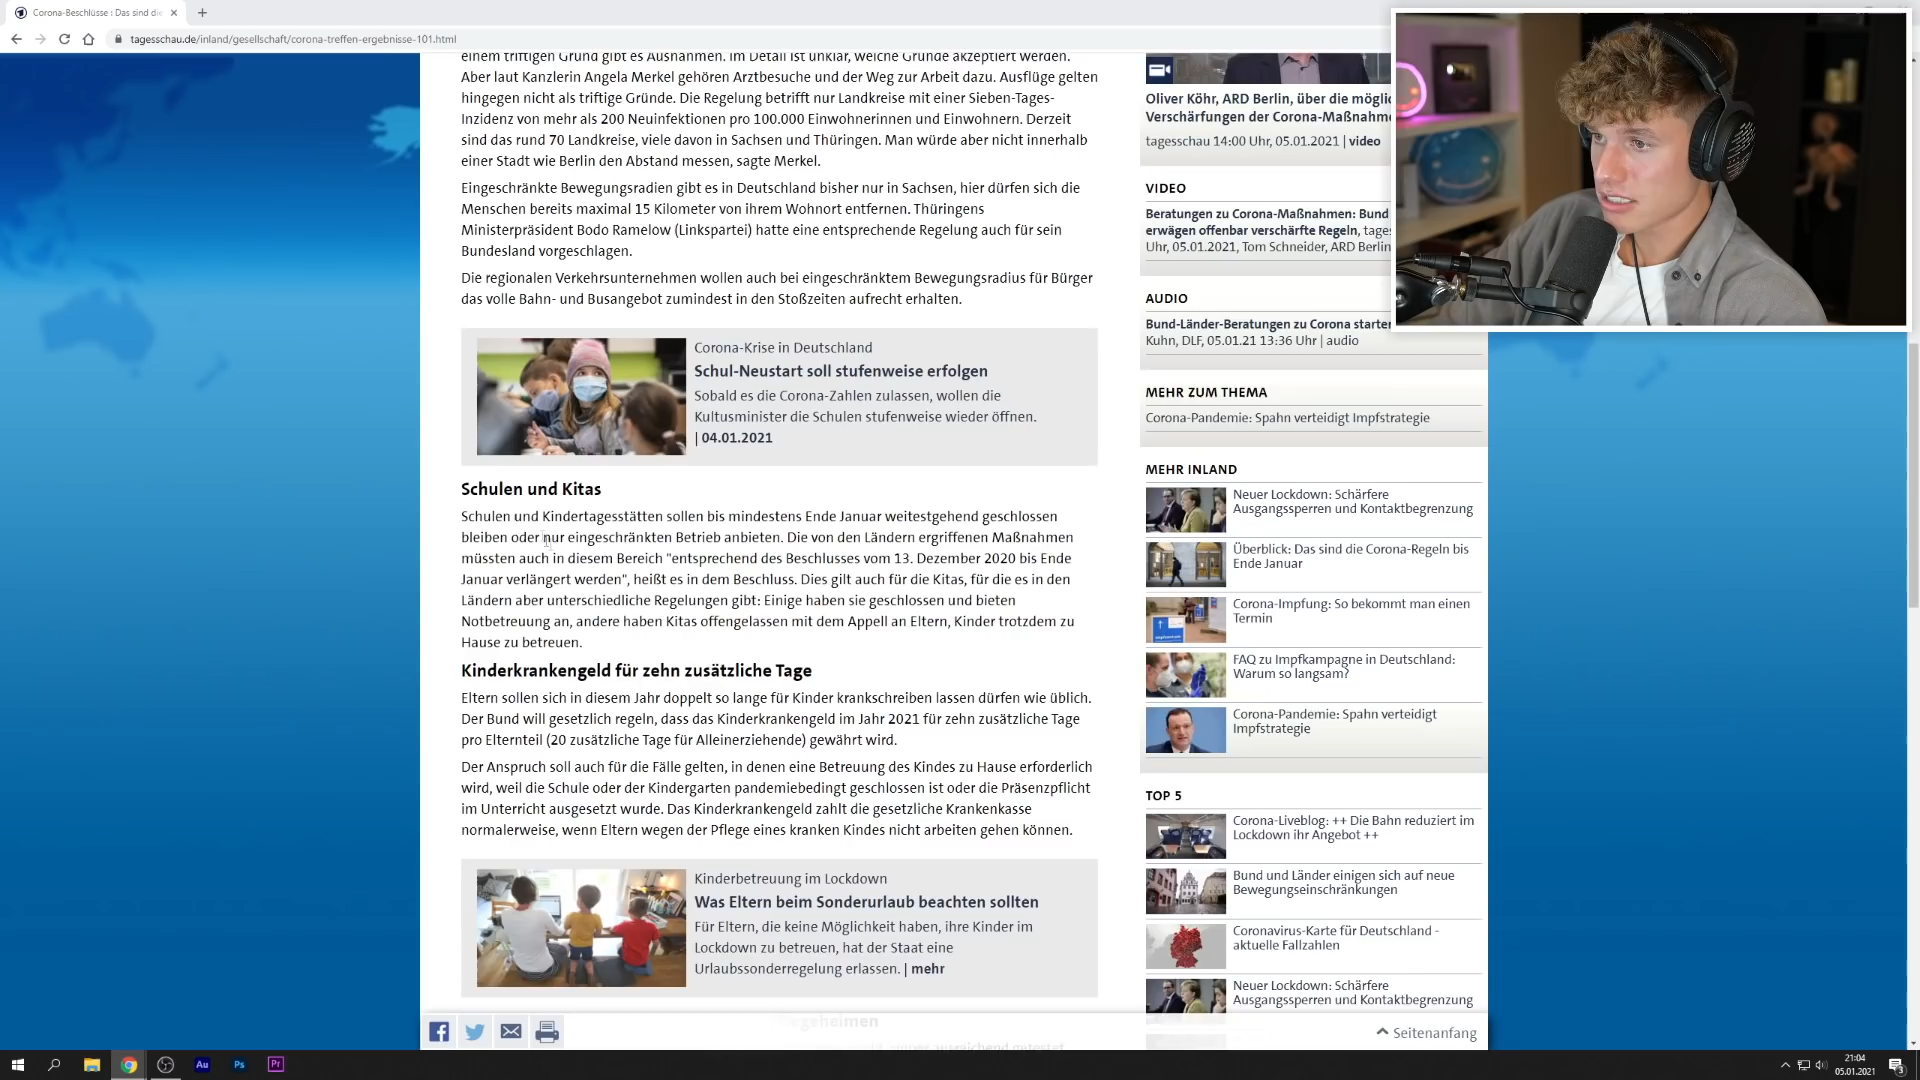 Corona-Beschlüsse : Das sind die
tagesschau.de/inland/gesellschaft/corona-treffen-ergebnisse-101.html
einem triftigen Grund gibt es Ausnahmen. Im Detail ist unklar, welche Gründe akzeptiert werden.
Aber laut Kanzlerin Angela Merkel gehören Arztbesuche und der Weg zur Arbeit dazu. Ausflüge gelten
hingegen nicht als triftige Gründe. Die Regelung betrifft nur Landkreise mit einer Sieben-Tages-
Inzidenz von mehr als 200 Neuinfektionen pro 100.000 Einwohnerinnen und Einwohnern. Derzeit
sind das rund 70 Landkreise, viele davon in Sachsen und Thüringen. Man würde aber nicht innerhalb
einer Stadt wie Berlin den Abstand messen, sagte Merkel.
Eingeschränkte Bewegungsradien gibt es in Deutschland bisher nur in Sachsen, hier dürfen sich die
Menschen bereits maximal 15 Kilometer von ihrem Wohnort entfernen. Thüringens
Ministerpräsident Bodo Ramelow (Linkspartei) hatte eine entsprechende Regelung auch für sein
Bundesland vorgeschlagen.
Die regionalen Verkehrsunternehmen wollen auch bei eingeschränktem Bewegungsradius für Bürger
das volle Bahn- und Busangebot zumindest in den Stoßzeiten aufrecht erhalten.
Corona-Krise in Deutschland
Schul-Neustart soll stufenweise erfolgen
Sobald es die Corona-Zahlen zulassen, wollen die
Kultusminister die Schulen stufenweise wieder öffnen.
| 04.01.2021
Schulen und Kitas
Schulen und Kindertagesstätten sollen bis mindestens Ende Januar weitestgehend geschlossen
bleiben oder nur eingeschränkten Betrieb anbieten. Die von den Ländern ergriffenen Maßnahmen
müssten auch in diesem Bereich "entsprechend des Beschlusses vom 13. Dezember 2020 bis Ende
Januar verlängert werden", heißt es in dem Beschluss. Dies gilt auch für die Kitas, für die es in den
Ländern aber unterschiedliche Regelungen gibt: Einige haben sie geschlossen und bieten
Notbetreuung an, andere haben Kitas offengelassen mit dem Appell an Eltern, Kinder trotzdem zu
Hause zu betreuen.
Kinderkrankengeld für zehn zusätzliche Tage
Eltern sollen sich in diesem Jahr doppelt so lange für Kinder krankschreiben lassen dürfen wie üblich.
Der Bund will gesetzlich regeln, dass das Kinderkrankengeld im Jahr 2021 für zehn zusätzliche Tage
pro Elternteil (20 zusätzliche Tage für Alleinerziehende) gewährt wird.
Der Anspruch soll auch für die Fälle gelten, in denen eine Betreuung des Kindes zu Hause erforderlich
wird, weil die Schule oder der Kindergarten pandemiebedingt geschlossen ist oder die Präsenzpflicht
im Unterricht ausgesetzt wurde. Das Kinderkrankengeld zahlt die gesetzliche Krankenkasse
normalerweise, wenn Eltern wegen der Pflege eines kranken Kindes nicht arbeiten gehen können.
Kinderbetreuung im Lockdown
Was Eltern beim Sonderurlaub beachten sollten
Für Eltern, die keine Möglichkeit haben, ihre Kinder im
Lockdown zu betreuen, hat der Staat eine
Urlaubssonderregelung erlassen. | mehr
Oliver Köhr, ARD Berlin, über die mögli
Verschärfungen der Corona-Maßnahm
tagesschau 14:00 Uhr, 05.01.2021 | video
VIDEO
Beratungen zu Corona-Maßnahmen: Bund
erwägen offenbar verschärfte Regeln, tages
Uhr, 05.01.2021, Tom Schneider, ARD Berlin
AUDIO
Bund-Länder-Beratungen zu Corona starten
Kuhn, DLF, 05.01.21 13:36 Uhr | audio
MEHR ZUM THEMA
Corona-Pandemie: Spahn verteidigt Impfstrategie
MEHR INLAND
Neuer Lockdown: Schärfere
Ausgangssperren und Kontaktbegrenzung
Überblick: Das sind die Corona-Regeln bis
Ende Januar
Corona-Impfung: So bekommt man einen
Termin
FAQ zu Impfkampagne in Deutschland:
Warum so langsam?
Corona-Pandemie: Spahn verteidigt
Impfstrategie
TOP 5
Corona-Liveblog: ++ Die Bahn reduziert im
Lockdown ihr Angebot ++
Bund und Länder einigen sich auf neue
Bewegungseinschränkungen
Coronavirus-Karte für Deutschland -
aktuelle Fallzahlen
Neuer Lockdown: Schärfere
Ausgangssperren und Kontaktbegrenzung
Seitenanfang
Au
Ps
Pr
21:04
05.01.2021